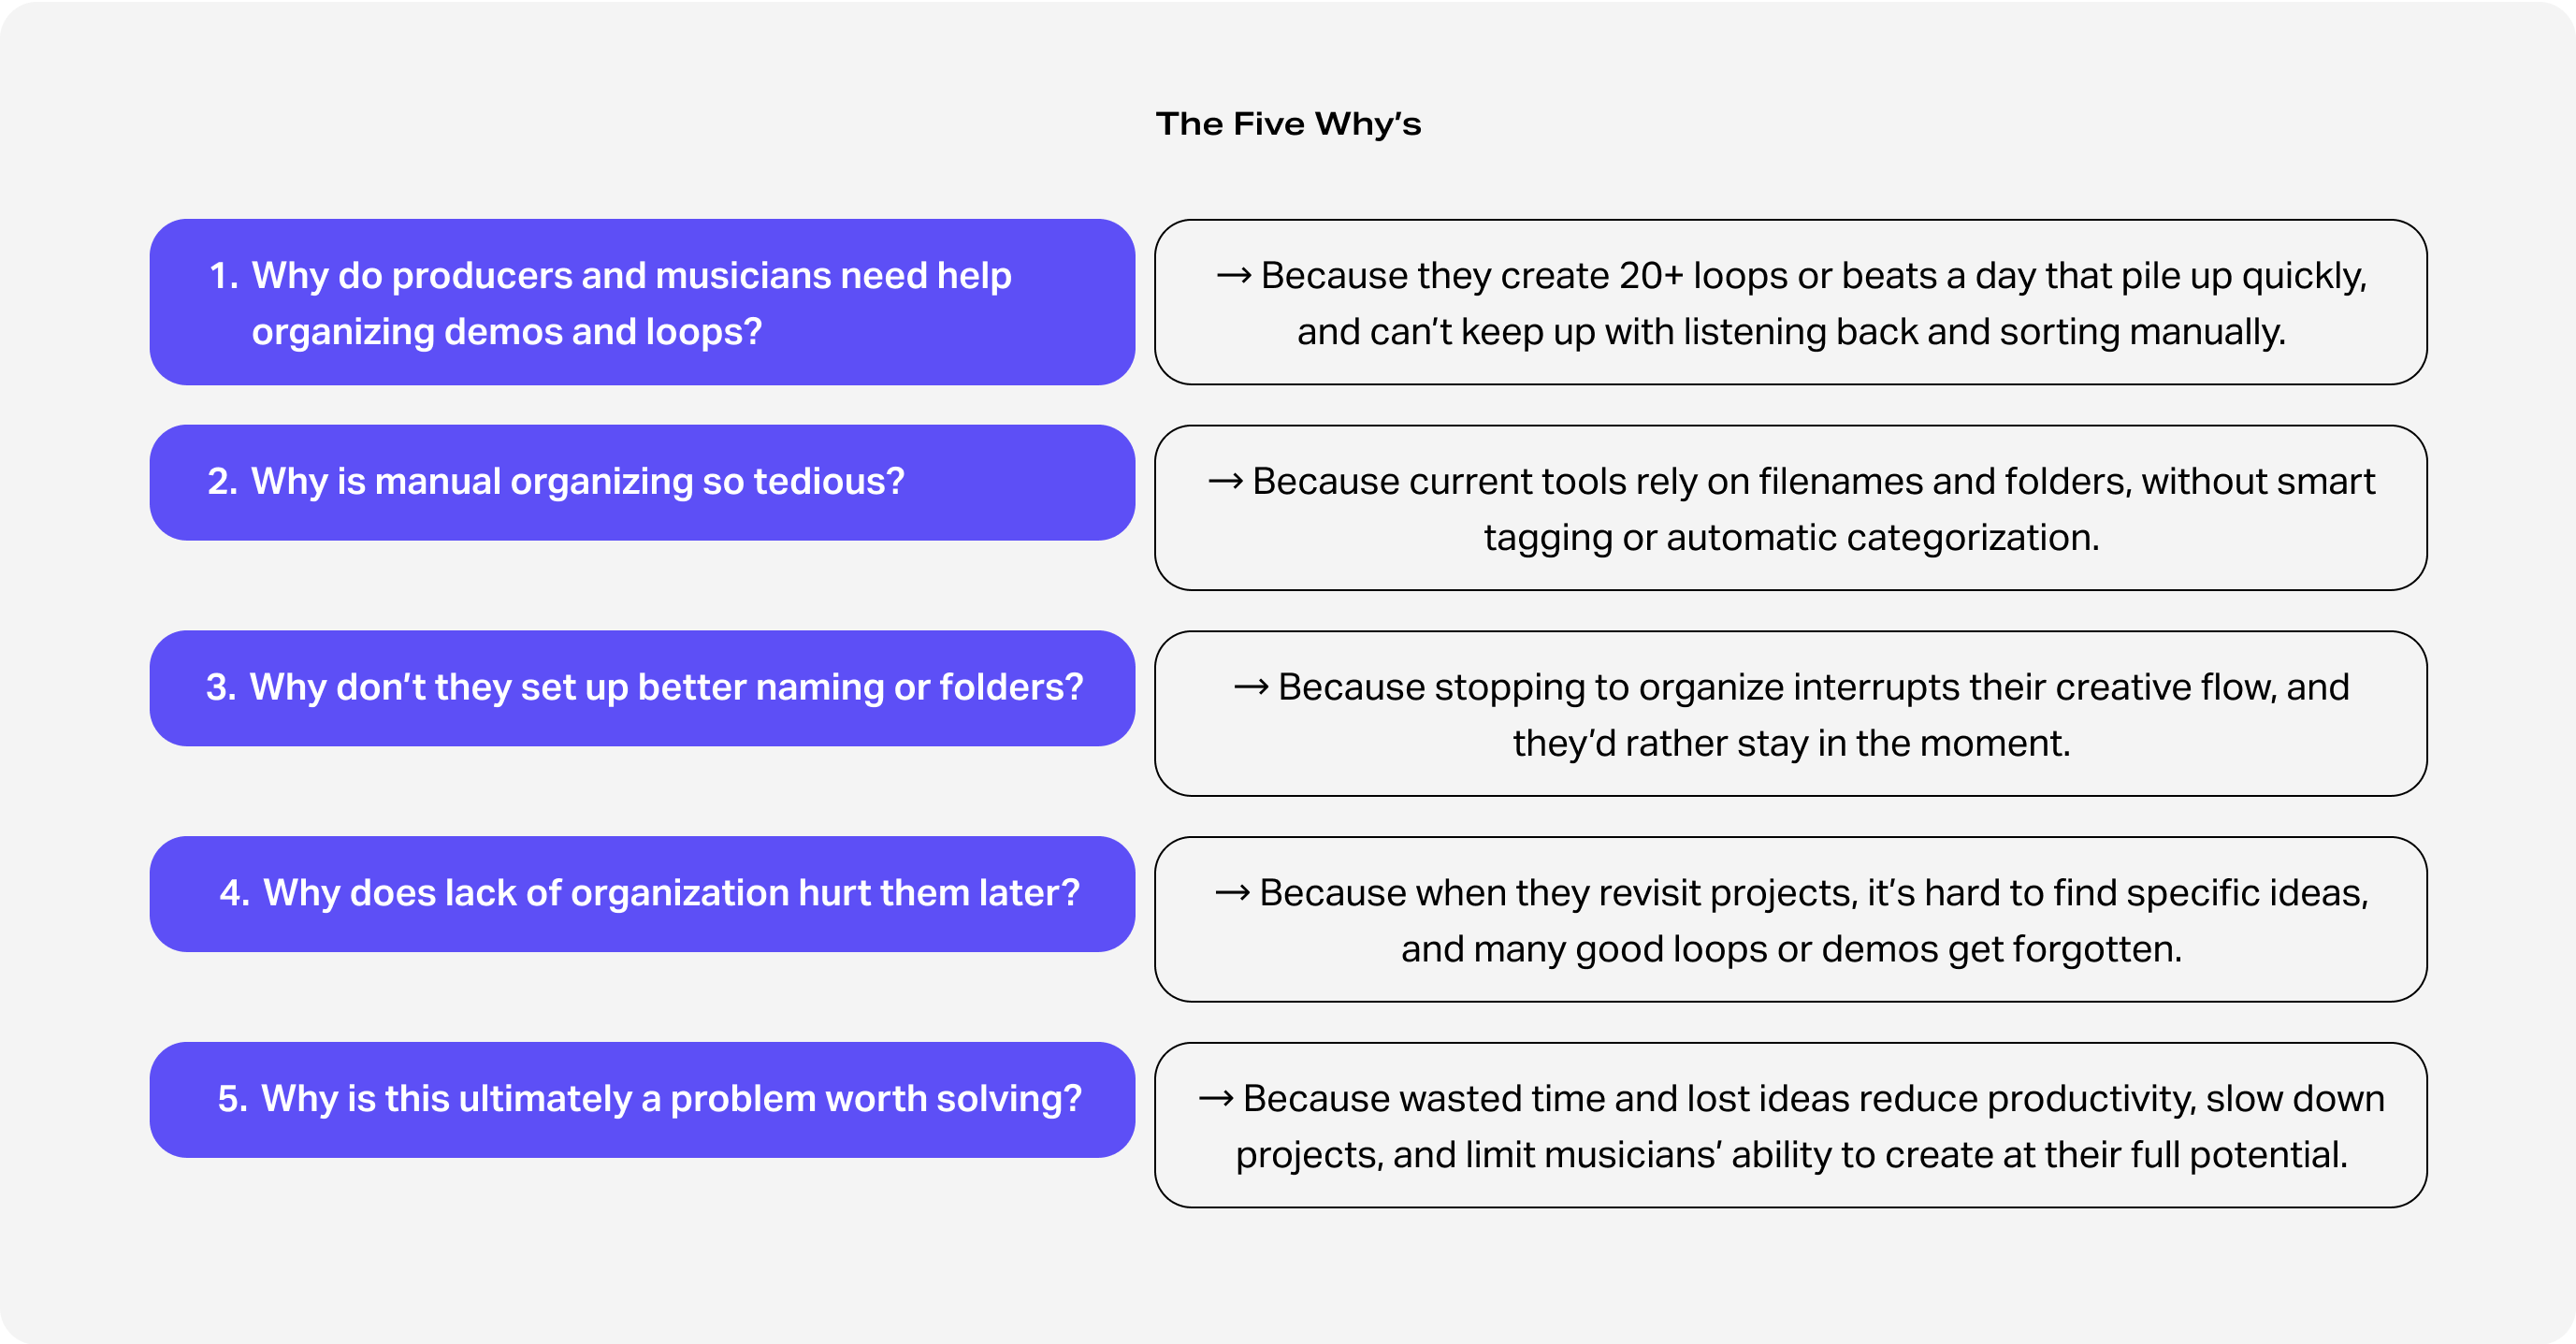 The Five Why’s
1. Why do producers and musicians need help
organizing demos and loops?
→ Because they create 20+ loops or beats a day that pile up quickly,
and can’t keep up with listening back and sorting manually.
2. Why is manual organizing so tedious?
→ Because current tools rely on filenames and folders, without smart
tagging or automatic categorization.
3. Why don’t they set up better naming or folders?
→ Because stopping to organize interrupts their creative flow, and
they’d rather stay in the moment.
4. Why does lack of organization hurt them later?
→ Because when they revisit projects, it’s hard to find specific ideas,
and many good loops or demos get forgotten.
5. Why is this ultimately a problem worth solving?
→ Because wasted time and lost ideas reduce productivity, slow down
projects, and limit musicians’ ability to create at their full potential.